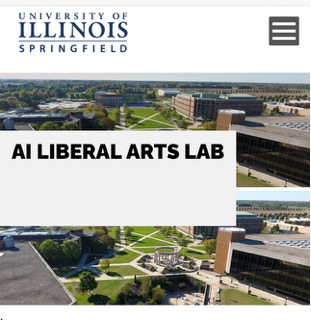 UNIVERSITY OF
ILLINOIS
SPRINGFIELD
AI LIBERAL ARTS LAB